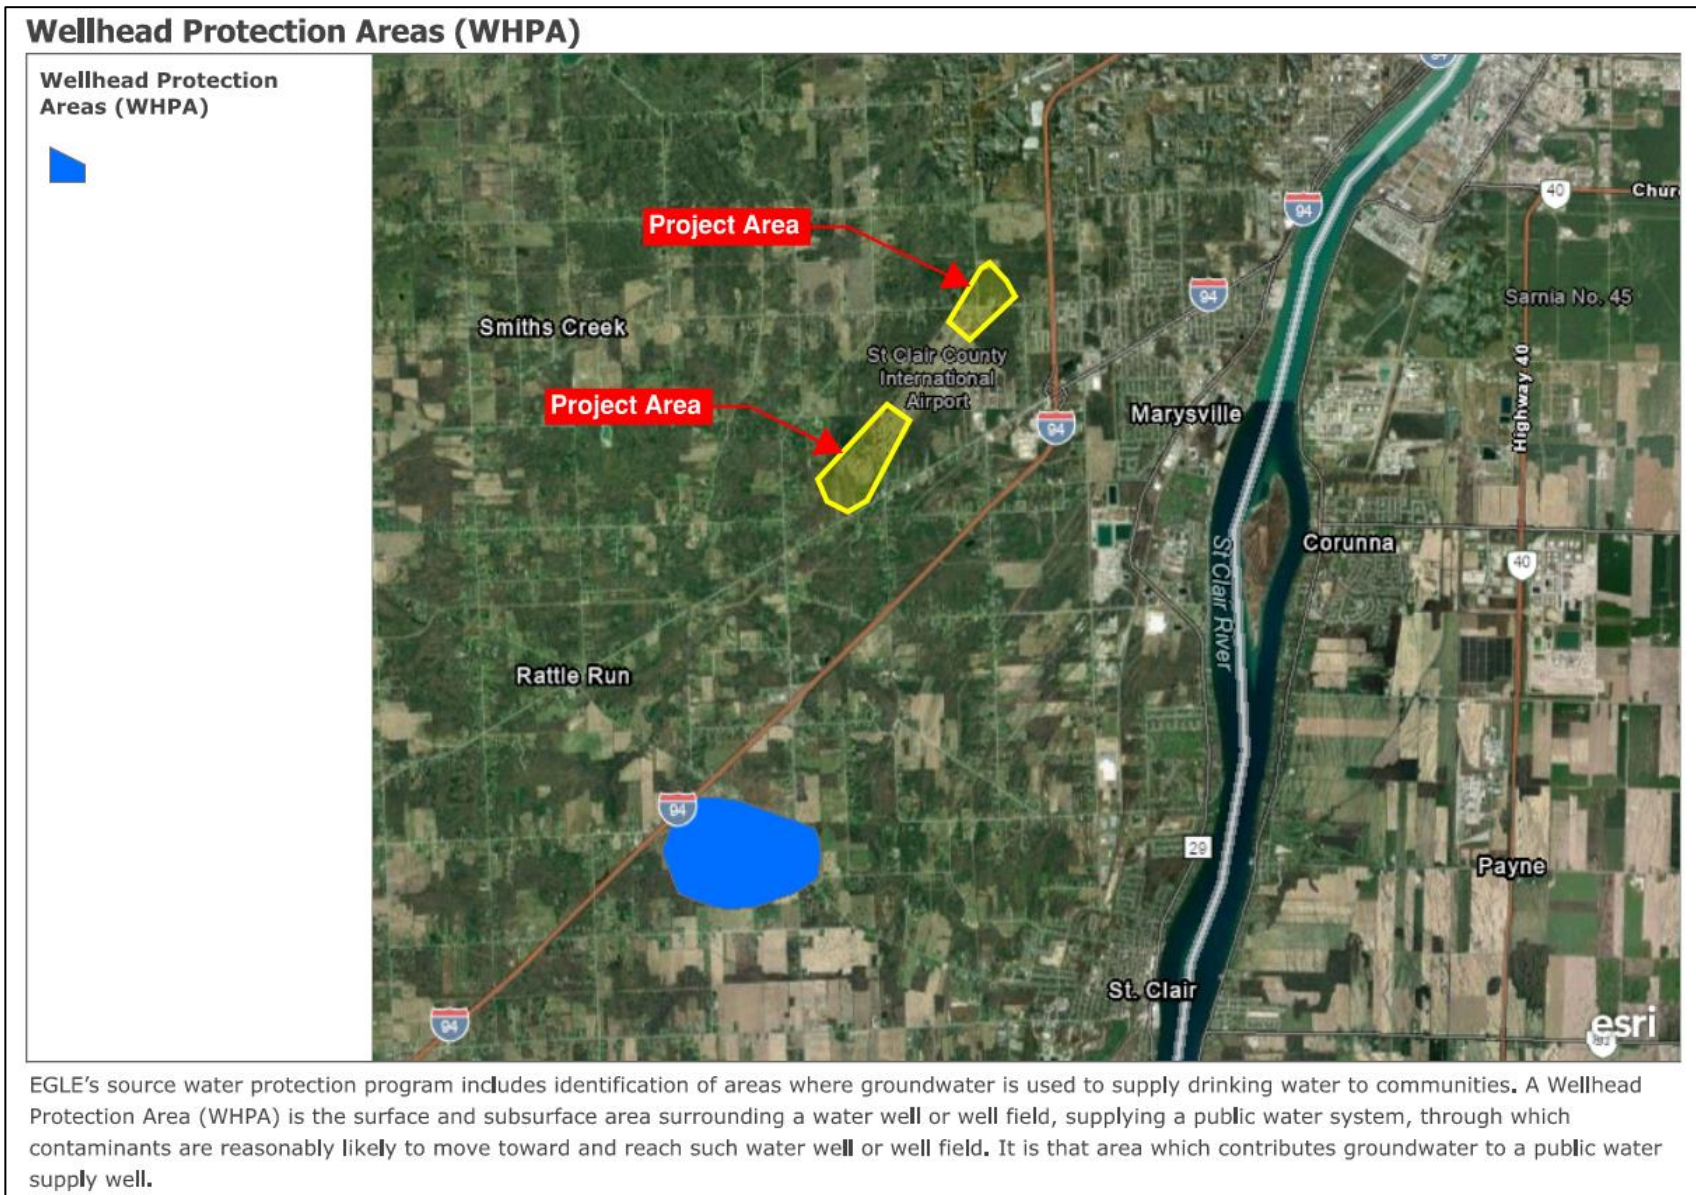 Wellhead Protection Areas (WHPA)
Wellhead Protection
Areas (WHPA)
94
40
Chur
94
Project Area
94
Sarnia No. 45
Smiths Creek
St Clair County
International
Airport
Highway 40
Project Area
Marysville
94
Corunna
40
St Clair River
Rattle Run
94
29
Payne
St. Clair
94
esri
EGLE's source water protection program includes identification of areas where groundwater is used to supply drinking water to communities. A Wellhead
Protection Area (WHPA) is the surface and subsurface area surrounding a water well or well field, supplying a public water system, through which
contaminants are reasonably likely to move toward and reach such water well or well field. It is that area which contributes groundwater to a public water
supply well.